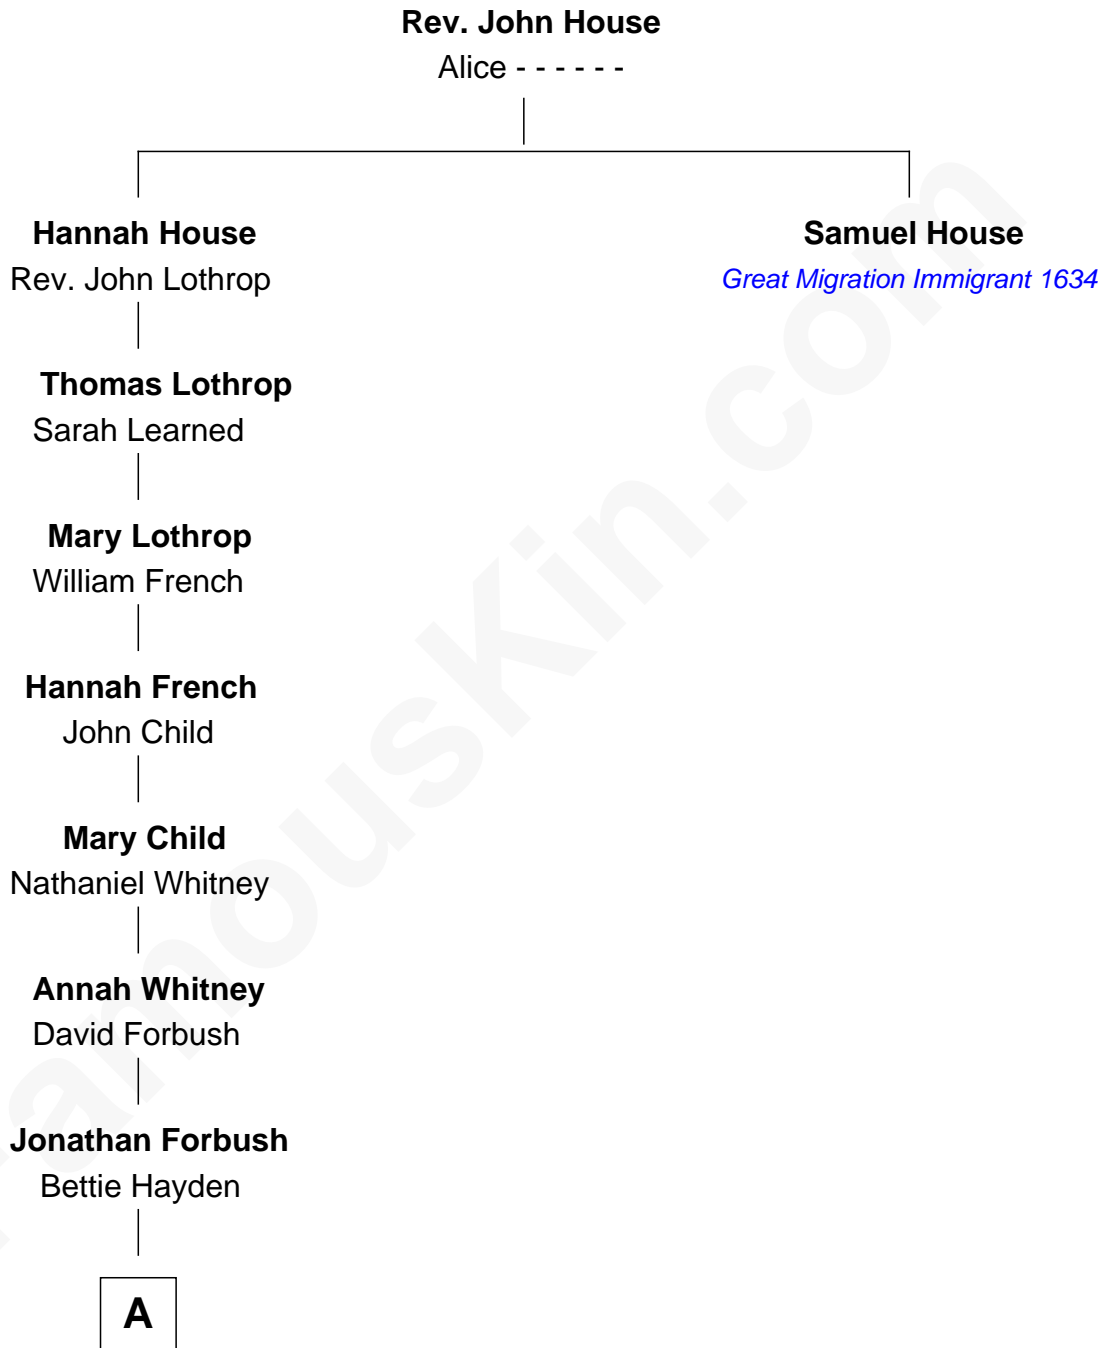 Rev. John House
Alice - - - - - -
Hannah House
Rev. John Lothrop
Samuel House
Great Migration Immigrant 1634
Thomas Lothrop
Sarah Learned
Mary Lothrop
William French
Hannah French
John Child
Mary Child
Nathaniel Whitney
Annah Whitney
David Forbush
Jonathan Forbush
Bettie Hayden
A
FamousKin.com